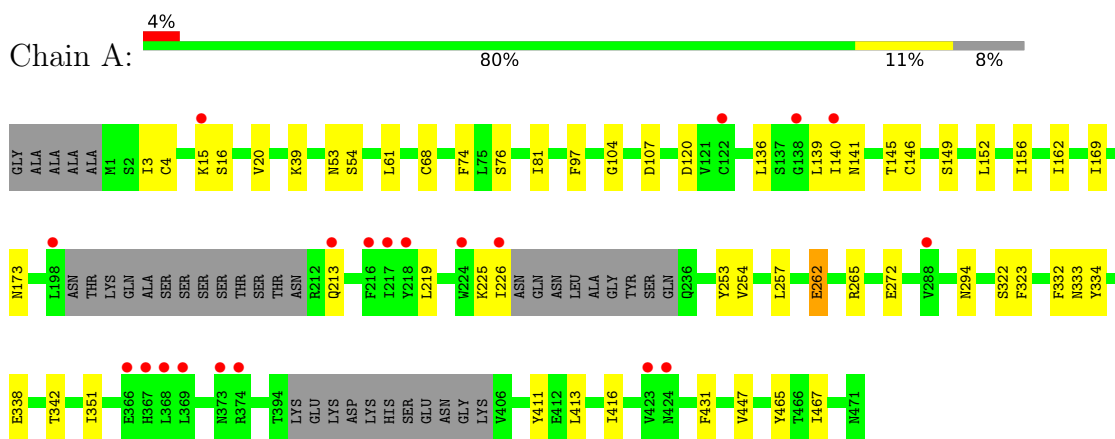 4%
Chain A:
80% 11% 8%
GLY ALA ALA ALA ALA M1 S2 I3 C4 K15 S16 V20 K39 N53 S54 L61 C68 F74 L75 S76 I81 F97 G104 D107 D120 V121 C122 L136 S137 G138 L139 I140 N141 T145 C146 S149 L152 I156 I162 I169
N173 L198 ASN THR LYS GLN ALA SER SER SER SER THR SER THR ASN R212 Q213 F216 I217 Y218 L219 W224 K225 I226 ASN GLN ASN LEU ALA GLY TYR SER GLN Q236 Y253 V254 L257 E262 R265 E272 V288 N294 S322 F323 F332 N333 Y334
E338 T342 I351 E366 H367 L368 L369 N373 R374 T394 LYS GLU LYS ASP LYS HIS SER GLU ASN GLY LYS V406 Y411 E412 L413 I416 V423 N424 F431 V447 Y465 T466 I467 N471